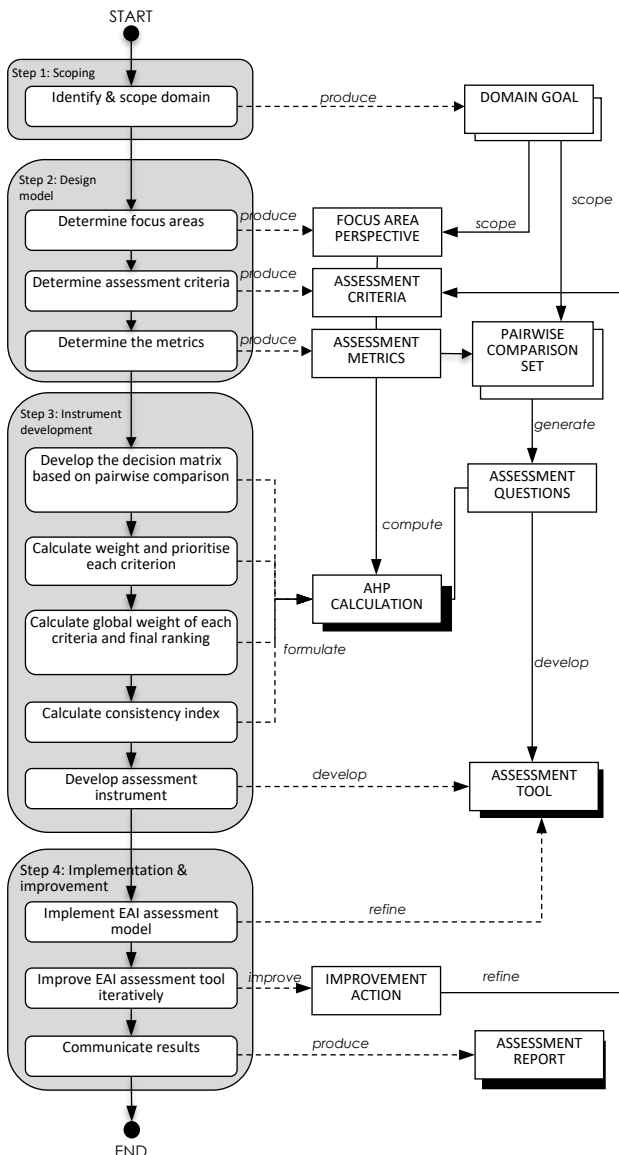 START
Step 1: Scoping
Identify & scope domain
produce
DOMAIN GOAL
Step 2: Design
model
scope
Determine focus areas
produce
FOCUS AREA
PERSPECTIVE
scope
Determine assessment criteria
produce
ASSESSMENT
CRITERIA
Determine the metrics
produce
ASSESSMENT
METRICS
PAIRWISE
COMPARISON
SET
Step 3: Instrument
development
generate
Develop the decision matrix
based on pairwise comparison
ASSESSMENT
QUESTIONS
compute
Calculate weight and prioritise
each criterion
AHP
CALCULATION
Calculate global weight of each
criteria and final ranking
formulate
develop
Calculate consistency index
Develop assessment
instrument
develop
ASSESSMENT
TOOL
Step 4: Implementation &
improvement
Implement EAI assessment
model
refine
Improve EAI assessment tool
iteratively
improve
IMPROVEMENT
ACTION
refine
Communicate results
produce
ASSESSMENT
REPORT
END